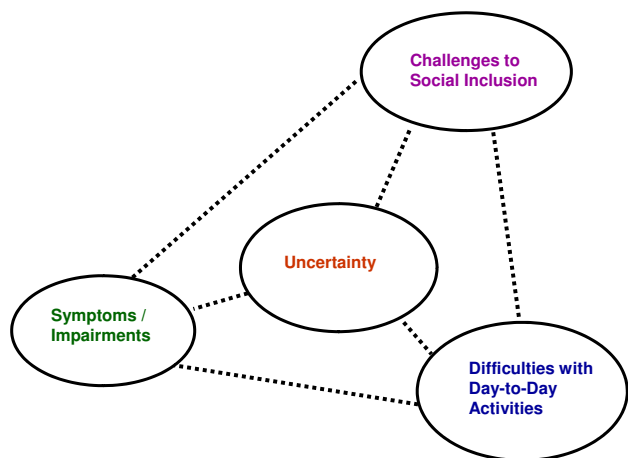 Challenges to
Social Inclusion
Uncertainty
Symptoms /
Impairments
Difficulties with
Day-to-Day
Activities